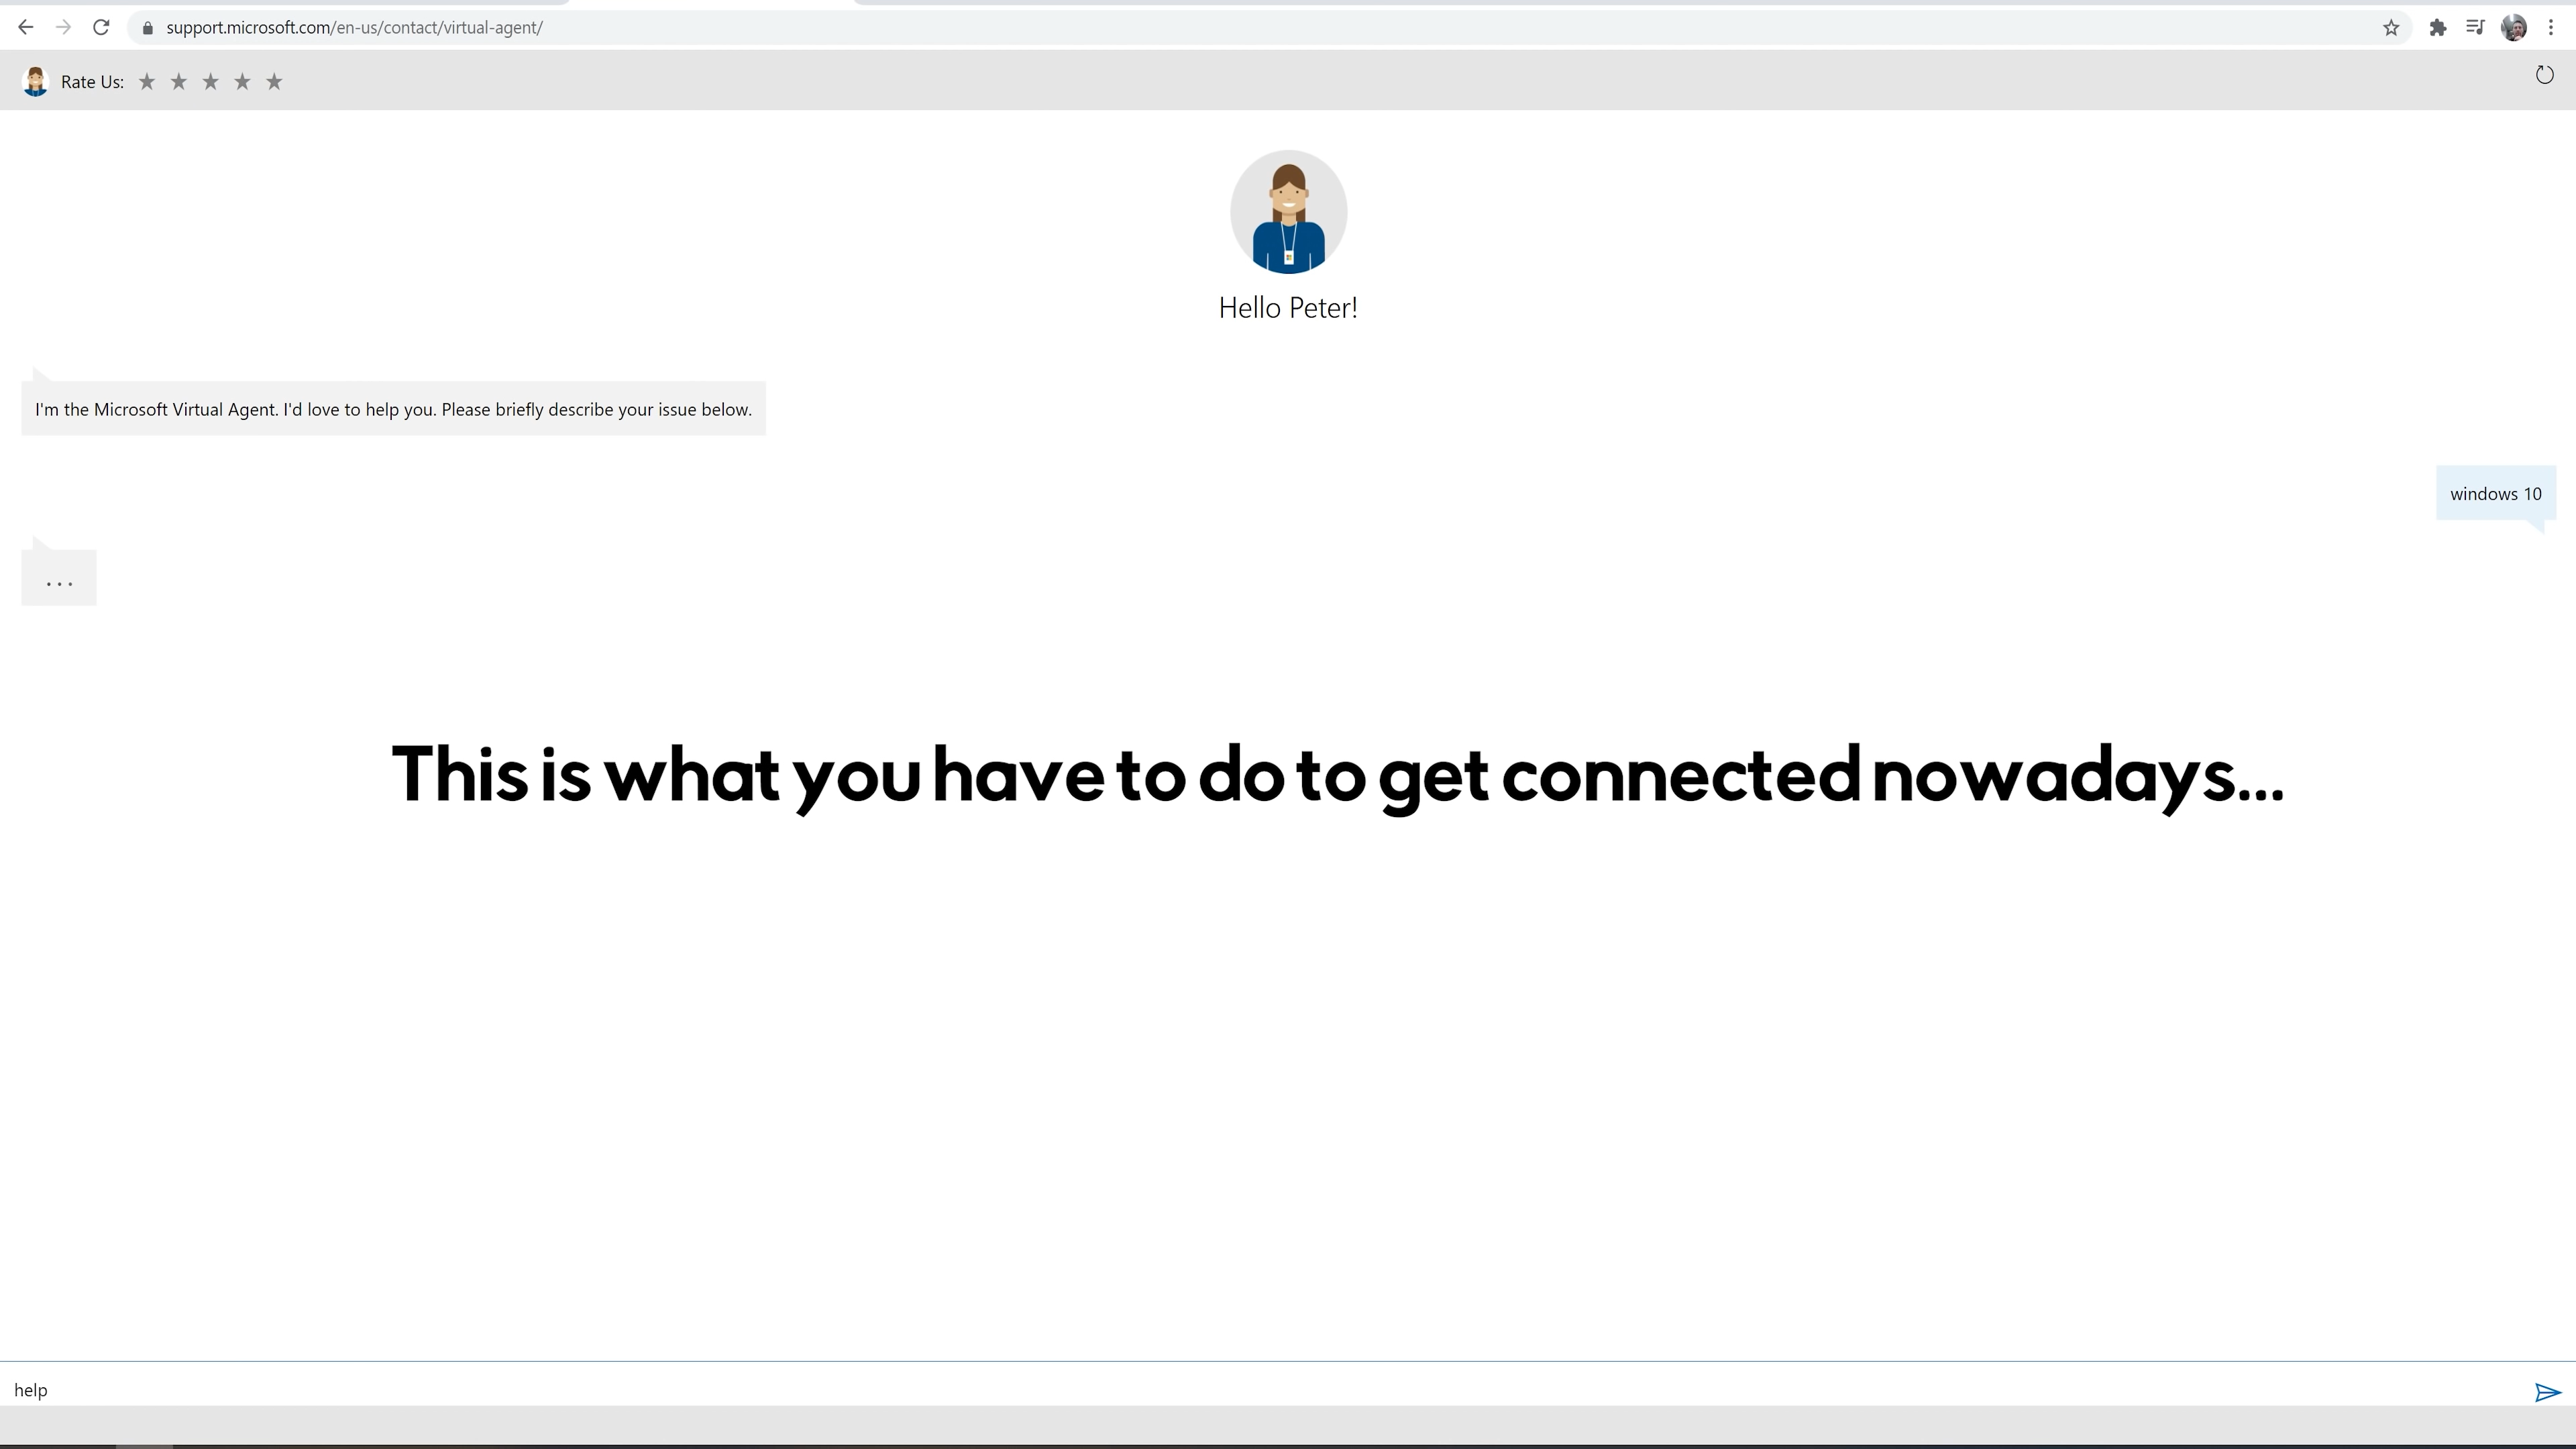 support.microsoft.com/en-us/contact/virtual-agent/
Rate Us:
Hello Peter!
I'm the Microsoft Virtual Agent. I'd love to help you. Please briefly describe your issue below.
windows 10
...
This is what you have to do to get connected nowadays...
help